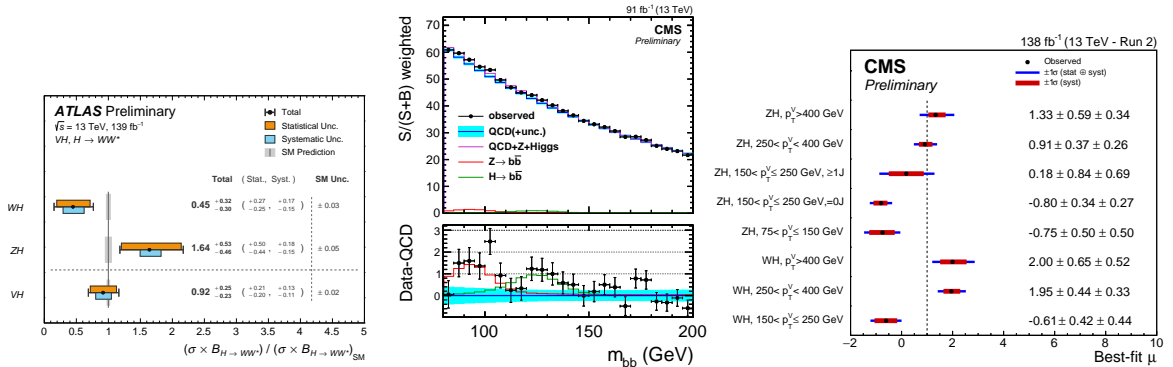 ATLAS Preliminary
√s = 13 TeV, 139 fb⁻¹
VH, H → WW*
Total
Statistical Unc.
Systematic Unc.
SM Prediction
Total ( Stat., Syst. ) SM Unc.
WH 0.45 +0.32 −0.30 ( +0.27 −0.25 , +0.17 −0.15 ) ± 0.03
ZH 1.64 +0.53 −0.46 ( +0.50 −0.44 , +0.18 −0.15 ) ± 0.05
VH 0.92 +0.25 −0.23 ( +0.21 −0.20 , +0.13 −0.11 ) ± 0.02
0 0.5 1 1.5 2 2.5 3 3.5 4 4.5 5
(σ × B H → WW*) / (σ × B H → WW*)SM
91 fb⁻¹ (13 TeV)
CMS
Preliminary
S/(S+B) weighted
70
60
50
40
30
20
10
0
observed
QCD(+unc.)
QCD+Z+Higgs
Z→ bb̅
H→ bb̅
Data-QCD
3
2
1
0
100 150 200
m_bb (GeV)
138 fb⁻¹ (13 TeV - Run 2)
CMS
Preliminary
Observed
±1σ (stat ⊕ syst)
±1σ (syst)
ZH, p_T^V>400 GeV 1.33 ± 0.59 ± 0.34
ZH, 250< p_T^V< 400 GeV 0.91 ± 0.37 ± 0.26
ZH, 150< p_T^V≤ 250 GeV, ≥1J 0.18 ± 0.84 ± 0.69
ZH, 150< p_T^V≤ 250 GeV,=0J -0.80 ± 0.34 ± 0.27
ZH, 75< p_T^V≤ 150 GeV -0.75 ± 0.50 ± 0.50
WH, p_T^V>400 GeV 2.00 ± 0.65 ± 0.52
WH, 250< p_T^V< 400 GeV 1.95 ± 0.44 ± 0.33
WH, 150< p_T^V≤ 250 GeV -0.61 ± 0.42 ± 0.44
−2 0 2 4 6 8 10
Best-fit μ